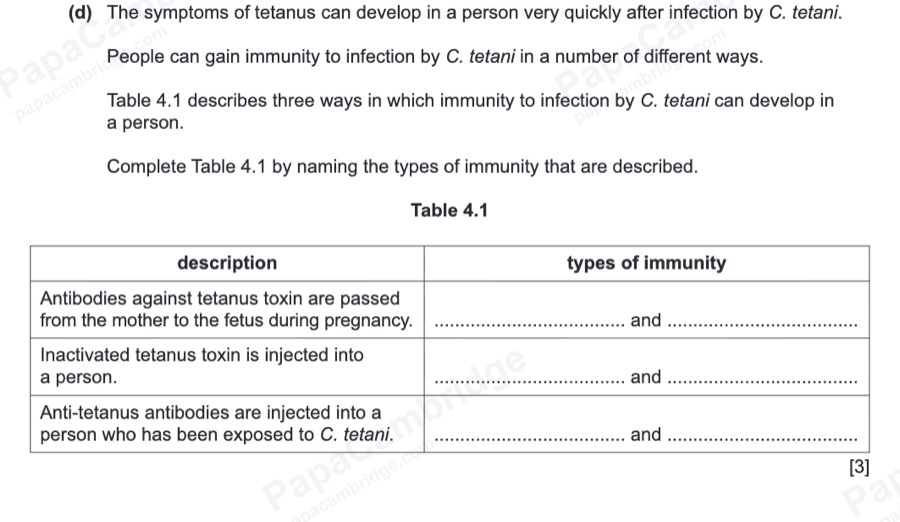 (d) The symptoms of tetanus can develop in a person very quickly after infection by C. tetani.
People can gain immunity to infection by C. tetani in a number of different ways.
Table 4.1 describes three ways in which immunity to infection by C. tetani can develop in
a person.
Complete Table 4.1 by naming the types of immunity that are described.
Table 4.1
description types of immunity
Antibodies against tetanus toxin are passed
from the mother to the fetus during pregnancy. ..................................... and .....................................
Inactivated tetanus toxin is injected into
a person. ..................................... and .....................................
Anti-tetanus antibodies are injected into a
person who has been exposed to C. tetani. ..................................... and .....................................
[3]